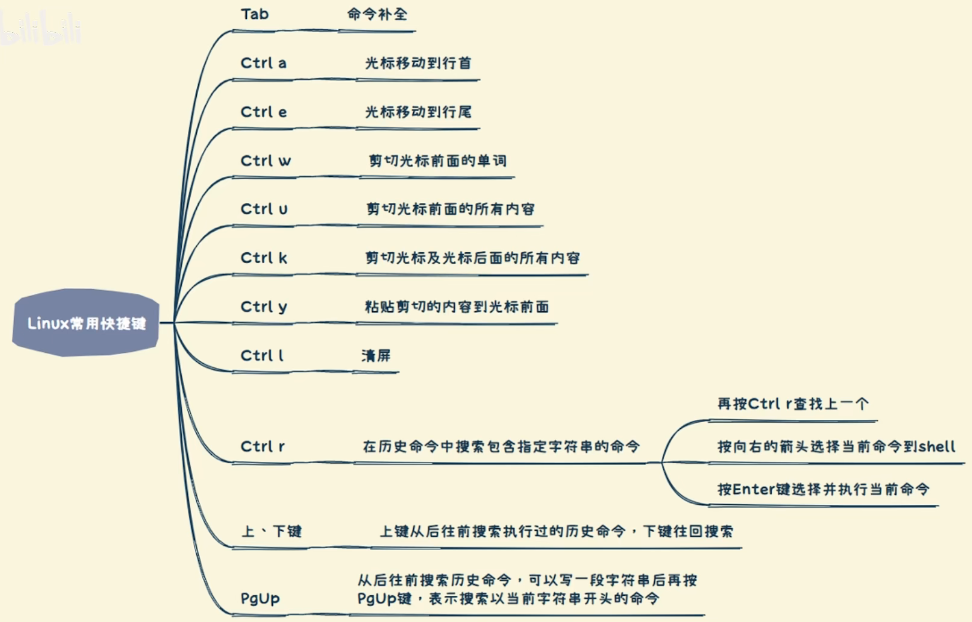 bilibili
Tab 命令补全
Ctrl a 光标移动到行首
Ctrl e 光标移动到行尾
Ctrl w 剪切光标前面的单词
Ctrl u 剪切光标前面的所有内容
Ctrl k 剪切光标及光标后面的所有内容
Ctrl y 粘贴剪切的内容到光标前面
Linux常用快捷键
Ctrl l 清屏
Ctrl r 在历史命令中搜索包含指定字符串的命令
再按Ctrl r查找上一个
按向右的箭头选择当前命令到shell
按Enter键选择并执行当前命令
上、下键 上键从后往前搜索执行过的历史命令，下键往回搜索
PgUp 从后往前搜索历史命令，可以写一段字符串后再按
PgUp键，表示搜索以当前字符串开头的命令